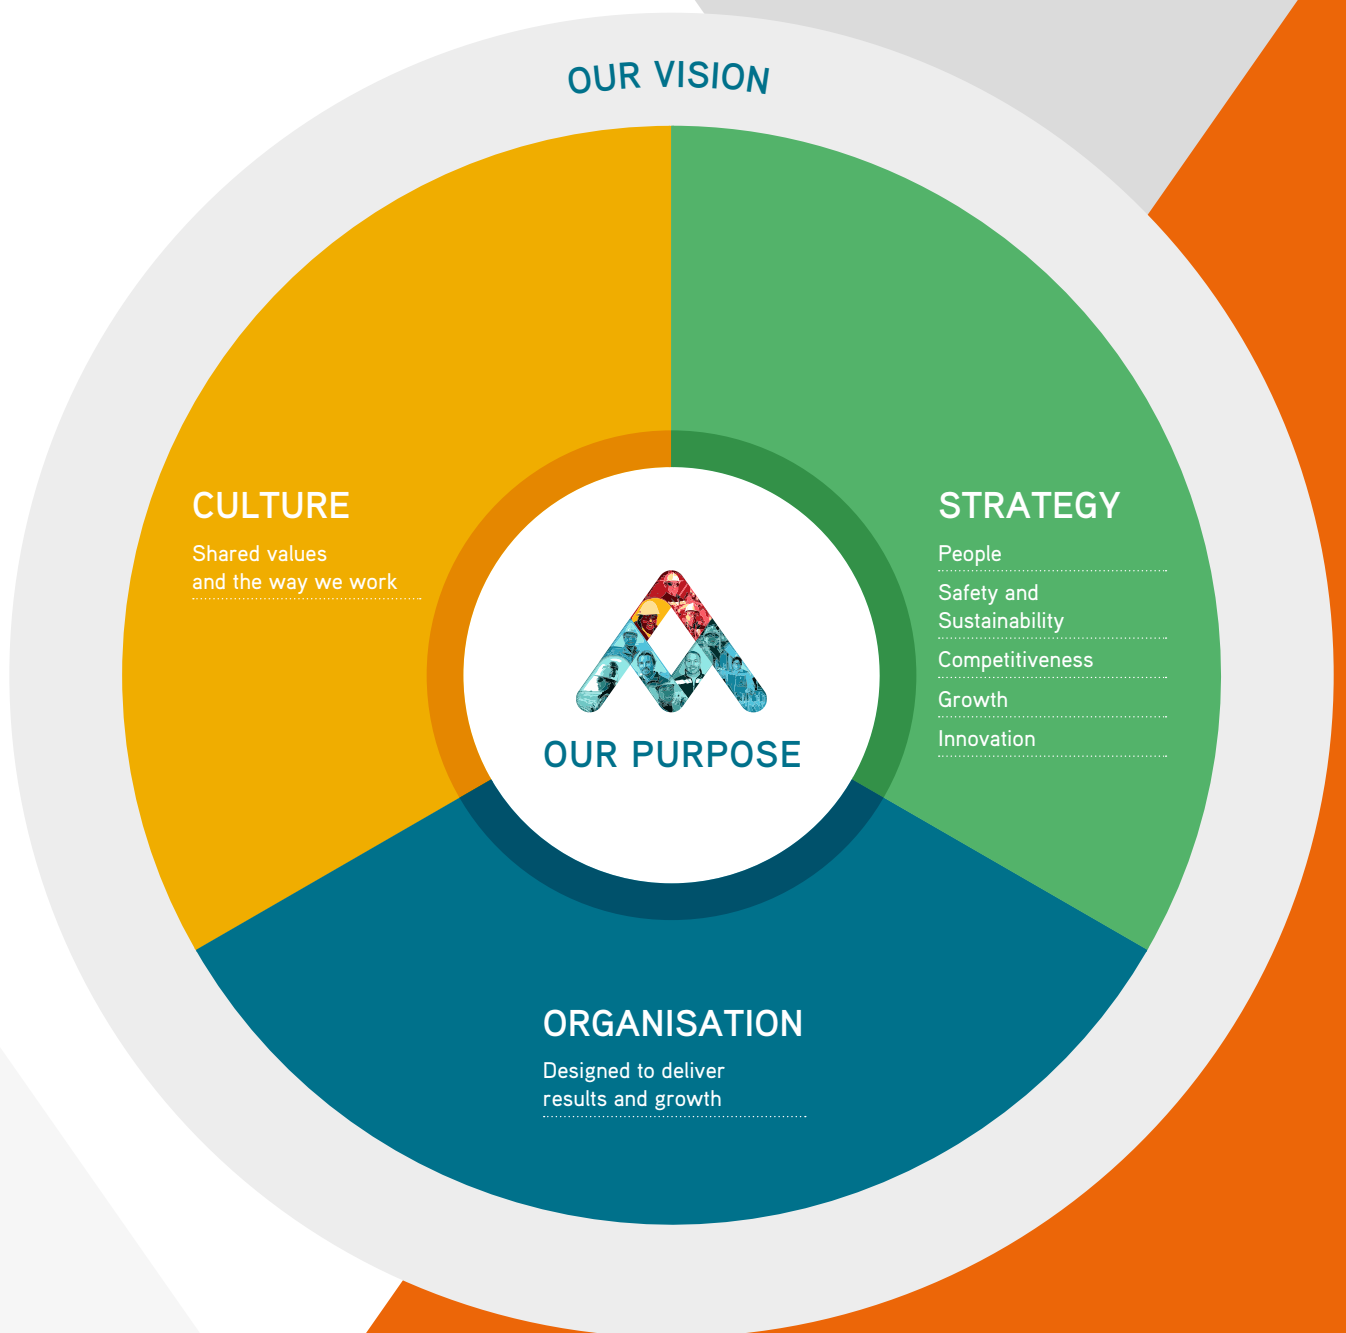 OUR VISION
CULTURE
Shared values
and the way we work
STRATEGY
People
Safety and
Sustainability
Competitiveness
Growth
Innovation
OUR PURPOSE
ORGANISATION
Designed to deliver
results and growth